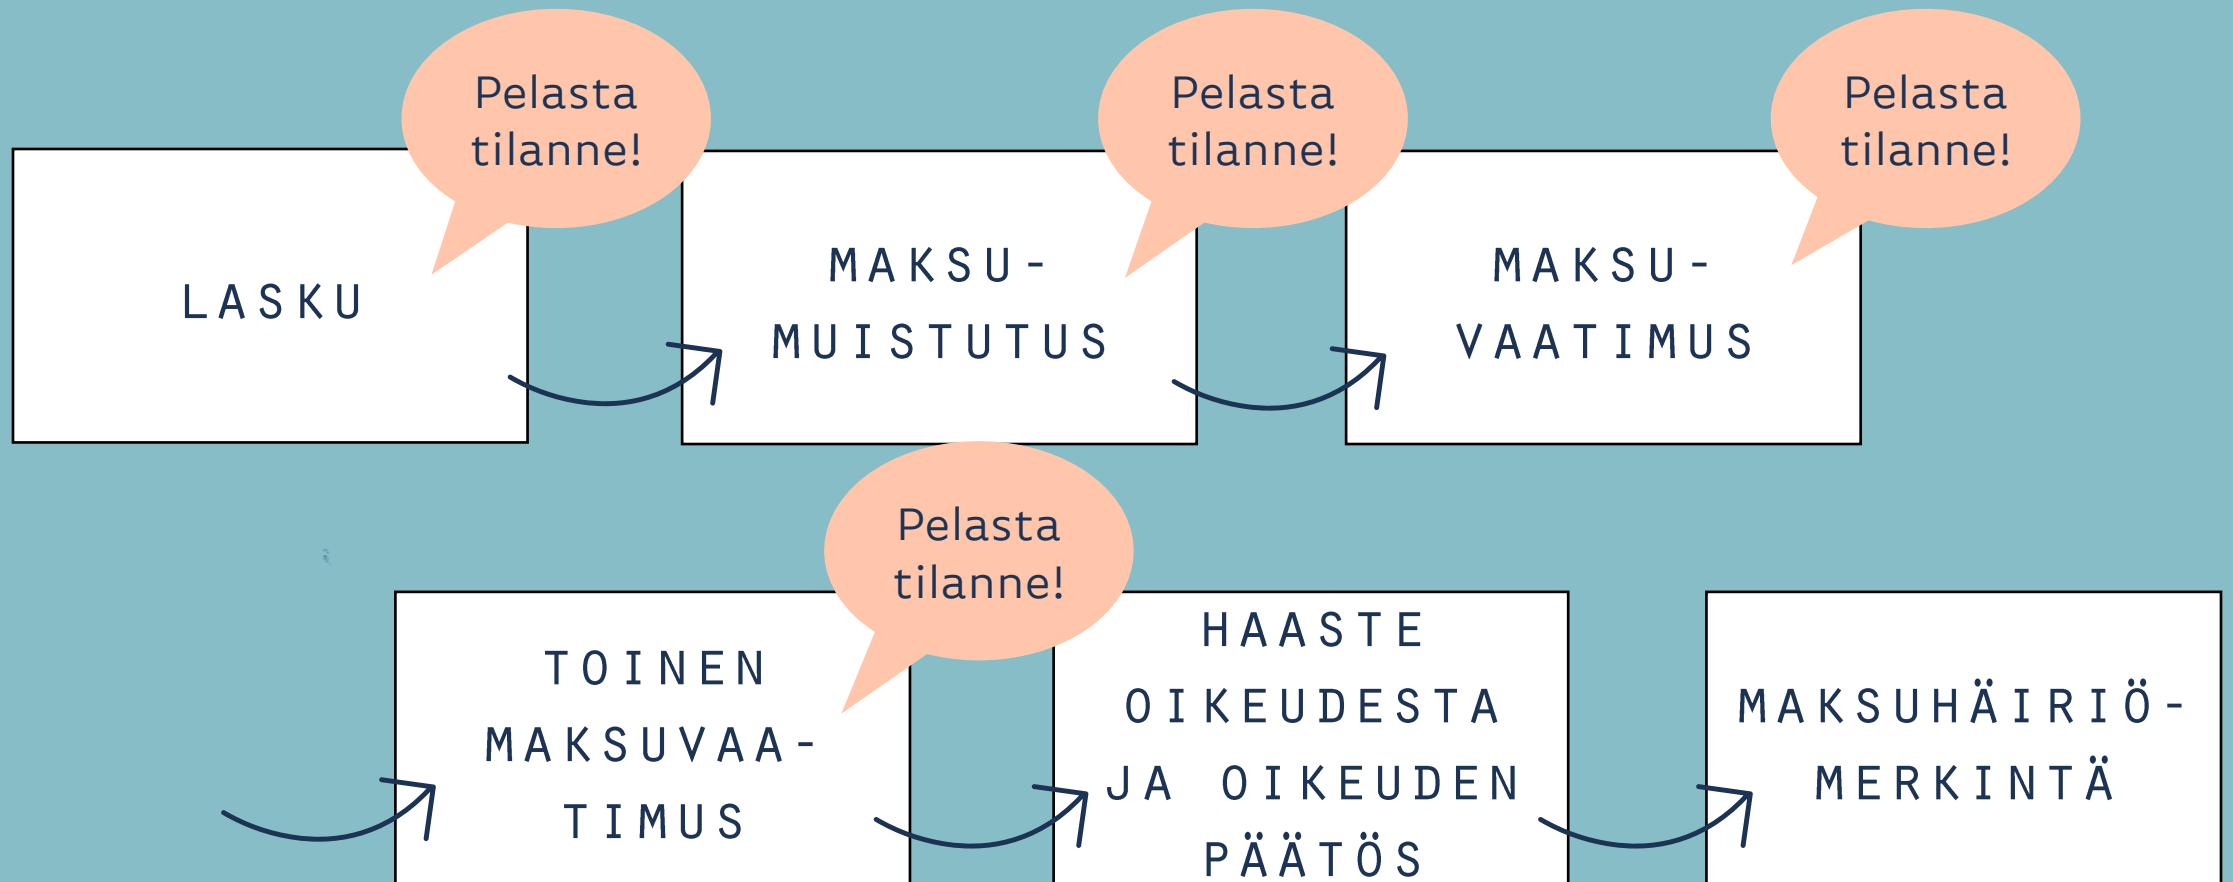 Pelasta
tilanne!
LASKU
Pelasta
tilanne!
MAKSU-
MUISTUTUS
Pelasta
tilanne!
MAKSU-
VAATIMUS
Pelasta
tilanne!
TOINEN
MAKSUVAA-
TIMUS
HAASTE
OIKEUDESTA
JA OIKEUDEN
PÄÄTÖS
MAKSUHÄIRIÖ-
MERKINTÄ